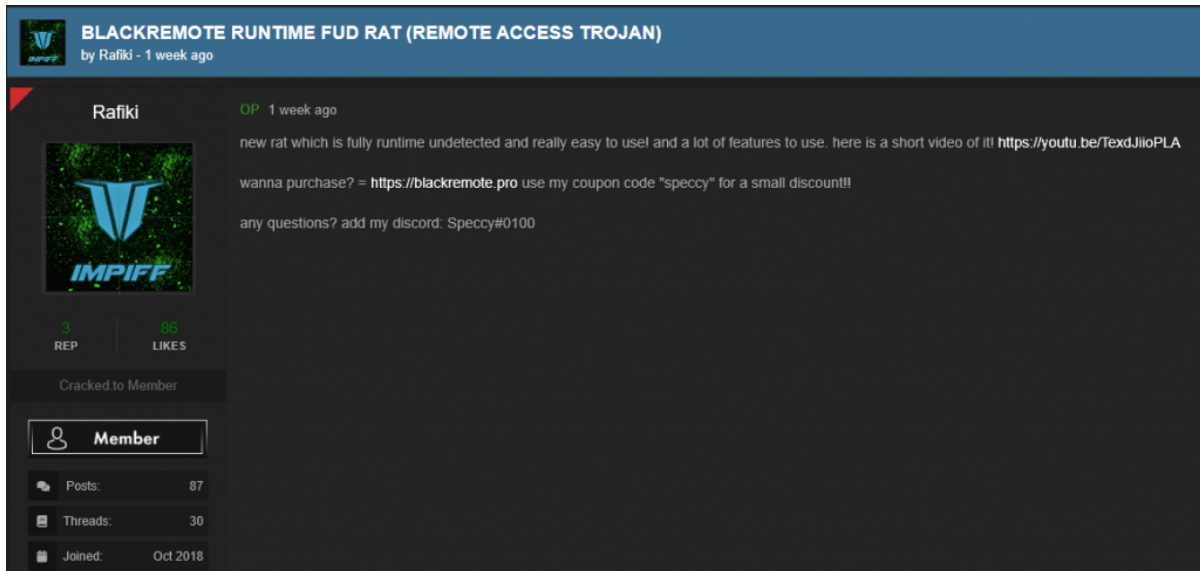 BLACKREMOTE RUNTIME FUD RAT (REMOTE ACCESS TROJAN)
by Rafiki - 1 week ago
Rafiki
IMPIFF
3 86
REP LIKES
Cracked.to Member
Member
Posts: 87
Threads: 30
Joined: Oct 2018
OP 1 week ago
new rat which is fully runtime undetected and really easy to use! and a lot of features to use. here is a short video of it! https://youtu.be/TexdJiioPLA
wanna purchase? = https://blackremote.pro use my coupon code "speccy" for a small discount!!
any questions? add my discord: Speccy#0100